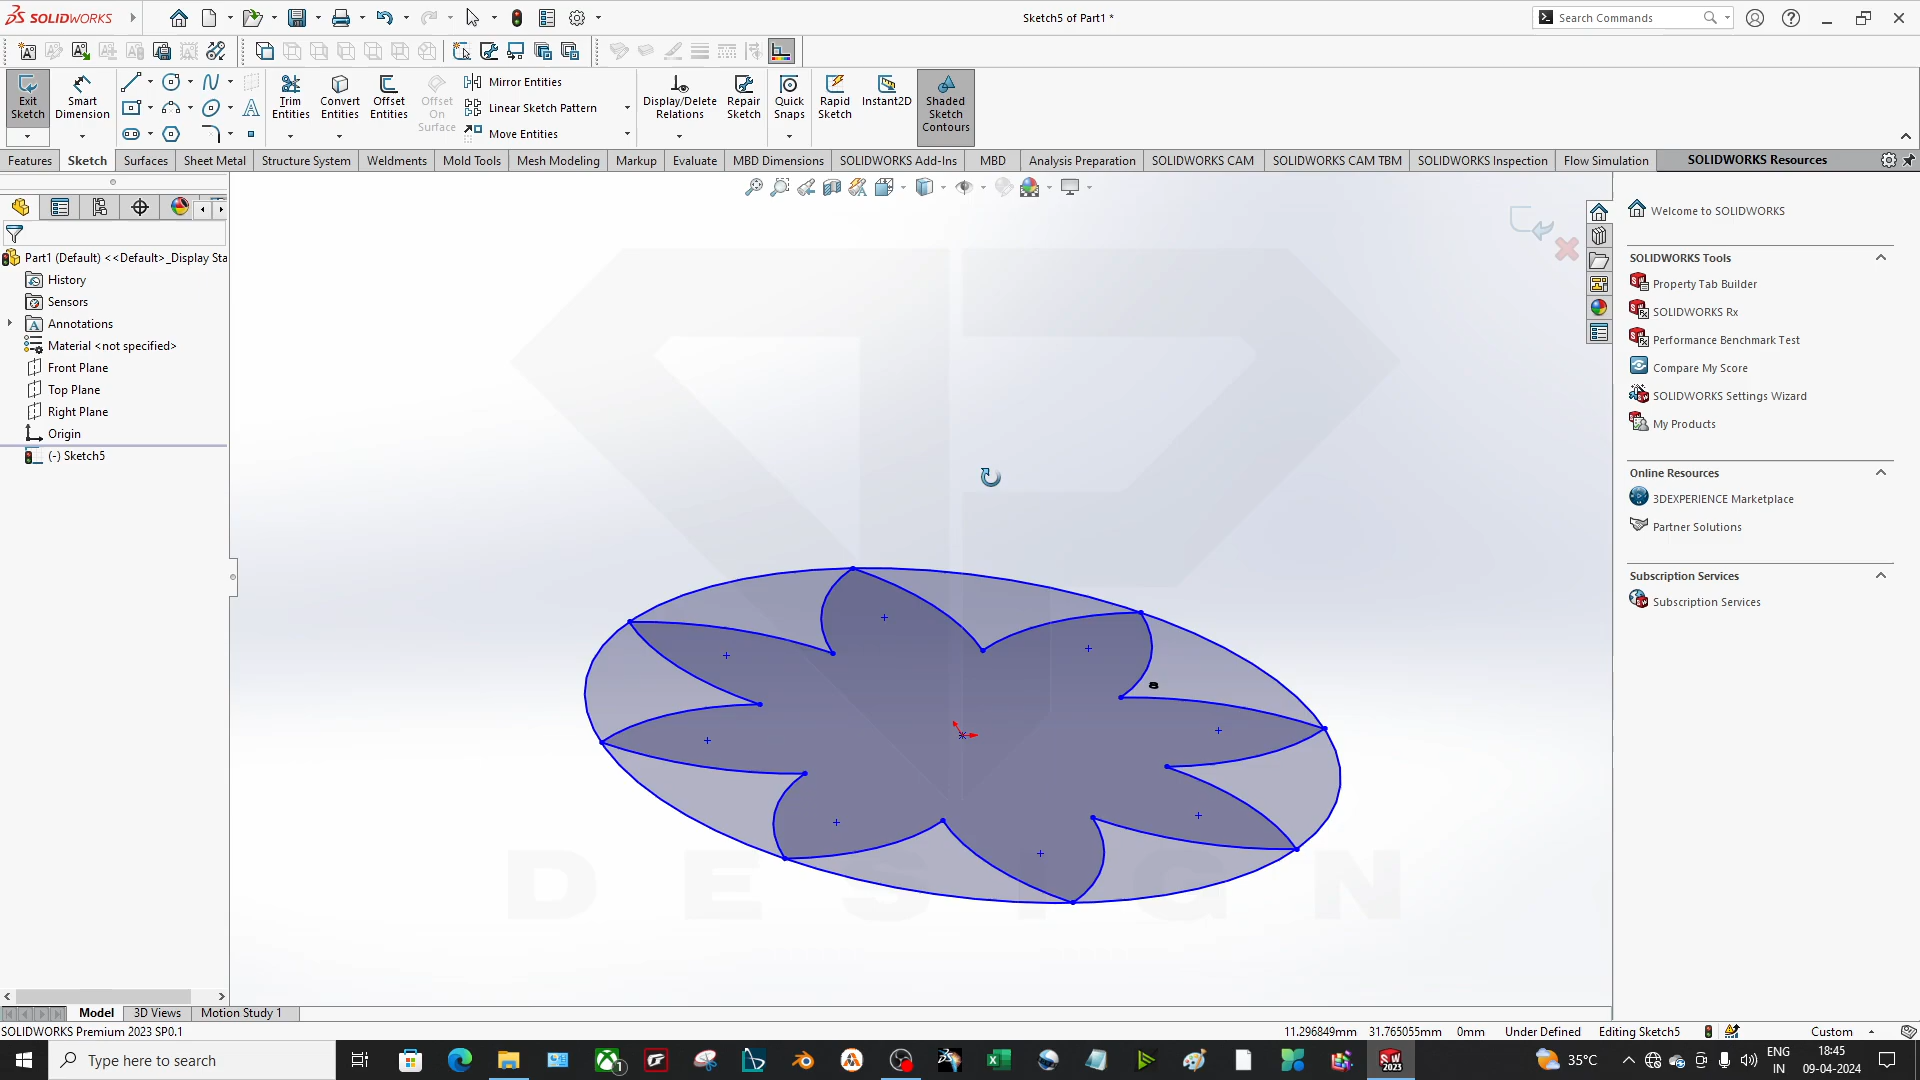 SOLIDWORKS
Sketch5 of Part1 *
Search Commands
Exit Sketch
Smart Dimension
Trim Entities
Convert Entities
Offset Entities
Offset On Surface
Mirror Entities
Linear Sketch Pattern
Move Entities
Display/Delete Relations
Repair Sketch
Quick Snaps
Rapid Sketch
Instant2D
Shaded Sketch Contours
Features
Sketch
Surfaces
Sheet Metal
Structure System
Weldments
Mold Tools
Mesh Modeling
Markup
Evaluate
MBD Dimensions
SOLIDWORKS Add-Ins
MBD
Analysis Preparation
SOLIDWORKS CAM
SOLIDWORKS CAM TBM
SOLIDWORKS Inspection
Flow Simulation
SOLIDWORKS Resources
Part1 (Default) <<Default>_Display Sta
History
Sensors
Annotations
Material <not specified>
Front Plane
Top Plane
Right Plane
Origin
(-) Sketch5
Welcome to SOLIDWORKS
SOLIDWORKS Tools
Property Tab Builder
SOLIDWORKS Rx
Performance Benchmark Test
Compare My Score
SOLIDWORKS Settings Wizard
My Products
Online Resources
3DEXPERIENCE Marketplace
Partner Solutions
Subscription Services
Subscription Services
DESIGN
Model
3D Views
Motion Study 1
SOLIDWORKS Premium 2023 SP0.1
11.296849mm
31.765055mm
0mm
Under Defined
Editing Sketch5
Custom
Type here to search
35°C
ENG
IN
18:45
09-04-2024